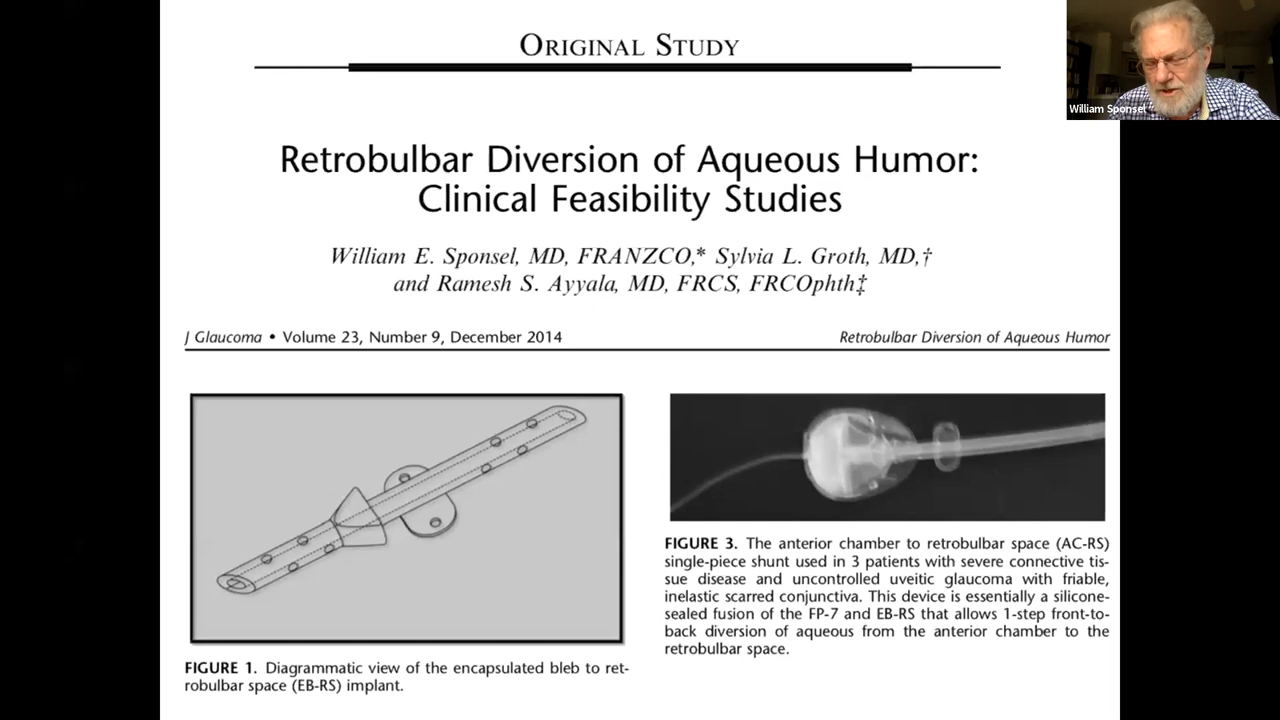 ORIGINAL STUDY
William Sponsel
Retrobulbar Diversion of Aqueous Humor:
Clinical Feasibility Studies
William E. Sponsel, MD, FRANZCO,* Sylvia L. Groth, MD,†
and Ramesh S. Ayyala, MD, FRCS, FRCOphth‡
J Glaucoma • Volume 23, Number 9, December 2014
Retrobulbar Diversion of Aqueous Humor
FIGURE 1. Diagrammatic view of the encapsulated bleb to ret-
robulbar space (EB-RS) implant.
FIGURE 3. The anterior chamber to retrobulbar space (AC-RS)
single-piece shunt used in 3 patients with severe connective tis-
sue disease and uncontrolled uveitic glaucoma with friable,
inelastic scarred conjunctiva. This device is essentially a silicone-
sealed fusion of the FP-7 and EB-RS that allows 1-step front-to-
back diversion of aqueous from the anterior chamber to the
retrobulbar space.